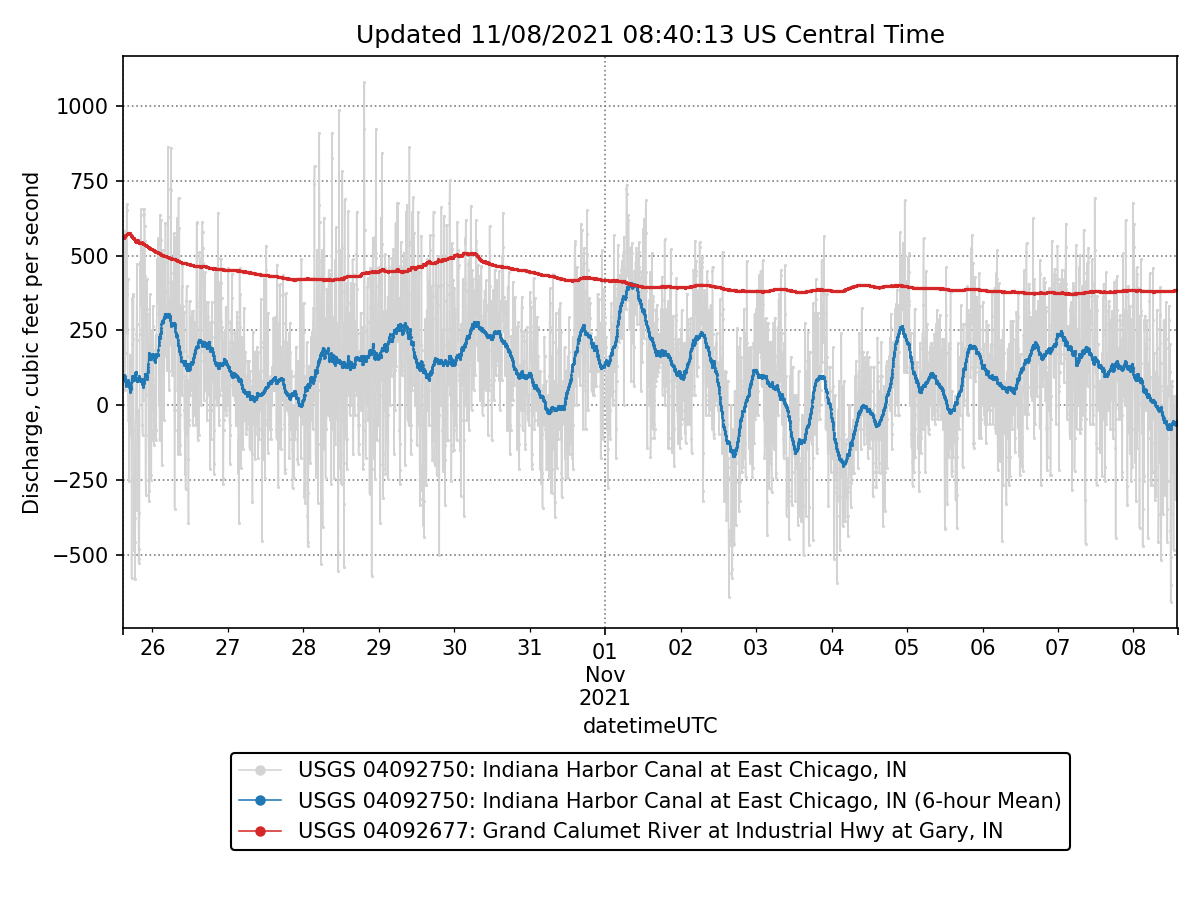 Updated 11/08/2021 08:40:13 US Central Time
Discharge, cubic feet per second
1000
750
500
250
0
−250
−500
26 27 28 29 30 31 01 02 03 04 05 06 07 08
Nov
2021
datetimeUTC
USGS 04092750: Indiana Harbor Canal at East Chicago, IN
USGS 04092750: Indiana Harbor Canal at East Chicago, IN (6-hour Mean)
USGS 04092677: Grand Calumet River at Industrial Hwy at Gary, IN